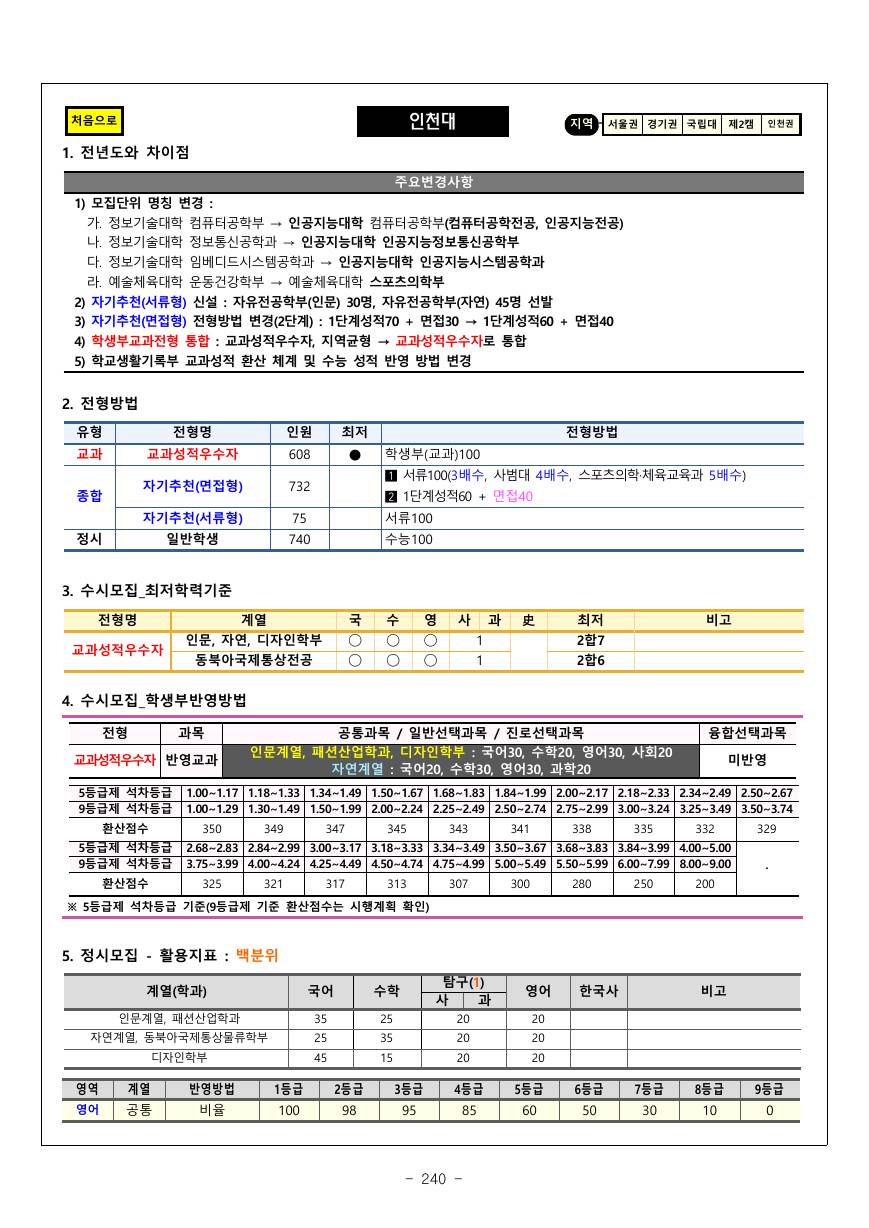 처음으로
인천대
지역 서울권 경기권 국립대 제2캠 인천권
1. 전년도와 차이점
주요변경사항
1) 모집단위 명칭 변경 :
가. 정보기술대학 컴퓨터공학부 → 인공지능대학 컴퓨터공학부(컴퓨터공학전공, 인공지능전공)
나. 정보기술대학 정보통신공학과 → 인공지능대학 인공지능정보통신공학부
다. 정보기술대학 임베디드시스템공학과 → 인공지능대학 인공지능시스템공학과
라. 예술체육대학 운동건강학부 → 예술체육대학 스포츠의학부
2) 자기추천(서류형) 신설 : 자유전공학부(인문) 30명, 자유전공학부(자연) 45명 선발
3) 자기추천(면접형) 전형방법 변경(2단계) : 1단계성적70 + 면접30 → 1단계성적60 + 면접40
4) 학생부교과전형 통합 : 교과성적우수자, 지역균형 → 교과성적우수자로 통합
5) 학교생활기록부 교과성적 환산 체계 및 수능 성적 반영 방법 변경
2. 전형방법
유형 전형명 인원 최저 전형방법
교과 교과성적우수자 608 ● 학생부(교과)100
종합 자기추천(면접형) 732 1 서류100(3배수, 사범대 4배수, 스포츠의학·체육교육과 5배수)
2 1단계성적60 + 면접40
자기추천(서류형) 75 서류100
정시 일반학생 740 수능100
3. 수시모집_최저학력기준
전형명 계열 국 수 영 사 과 史 최저 비고
교과성적우수자 인문, 자연, 디자인학부 ○ ○ ○ 1 2합7
동북아국제통상전공 ○ ○ ○ 1 2합6
4. 수시모집_학생부반영방법
전형 과목 공통과목 / 일반선택과목 / 진로선택과목 융합선택과목
교과성적우수자 반영교과 인문계열, 패션산업학과, 디자인학부 : 국어30, 수학20, 영어30, 사회20 미반영
자연계열 : 국어20, 수학30, 영어30, 과학20
5등급제 석차등급 1.00~1.17 1.18~1.33 1.34~1.49 1.50~1.67 1.68~1.83 1.84~1.99 2.00~2.17 2.18~2.33 2.34~2.49 2.50~2.67
9등급제 석차등급 1.00~1.29 1.30~1.49 1.50~1.99 2.00~2.24 2.25~2.49 2.50~2.74 2.75~2.99 3.00~3.24 3.25~3.49 3.50~3.74
환산점수 350 349 347 345 343 341 338 335 332 329
5등급제 석차등급 2.68~2.83 2.84~2.99 3.00~3.17 3.18~3.33 3.34~3.49 3.50~3.67 3.68~3.83 3.84~3.99 4.00~5.00 .
9등급제 석차등급 3.75~3.99 4.00~4.24 4.25~4.49 4.50~4.74 4.75~4.99 5.00~5.49 5.50~5.99 6.00~7.99 8.00~9.00
환산점수 325 321 317 313 307 300 280 250 200
※ 5등급제 석차등급 기준(9등급제 기준 환산점수는 시행계획 확인)
5. 정시모집 - 활용지표 : 백분위
계열(학과) 국어 수학 탐구(1) 영어 한국사 비고
사 과
인문계열, 패션산업학과 35 25 20 20
자연계열, 동북아국제통상물류학부 25 35 20 20
디자인학부 45 15 20 20
영역 계열 반영방법 1등급 2등급 3등급 4등급 5등급 6등급 7등급 8등급 9등급
영어 공통 비율 100 98 95 85 60 50 30 10 0
- 240 -